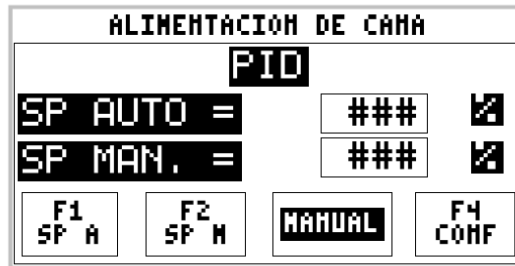 ALIMENTACION DE CAMA
PID
SP AUTO = ### %
SP MAN. = ### %
F1 F2 MANUAL F4
SP A SP M CONF